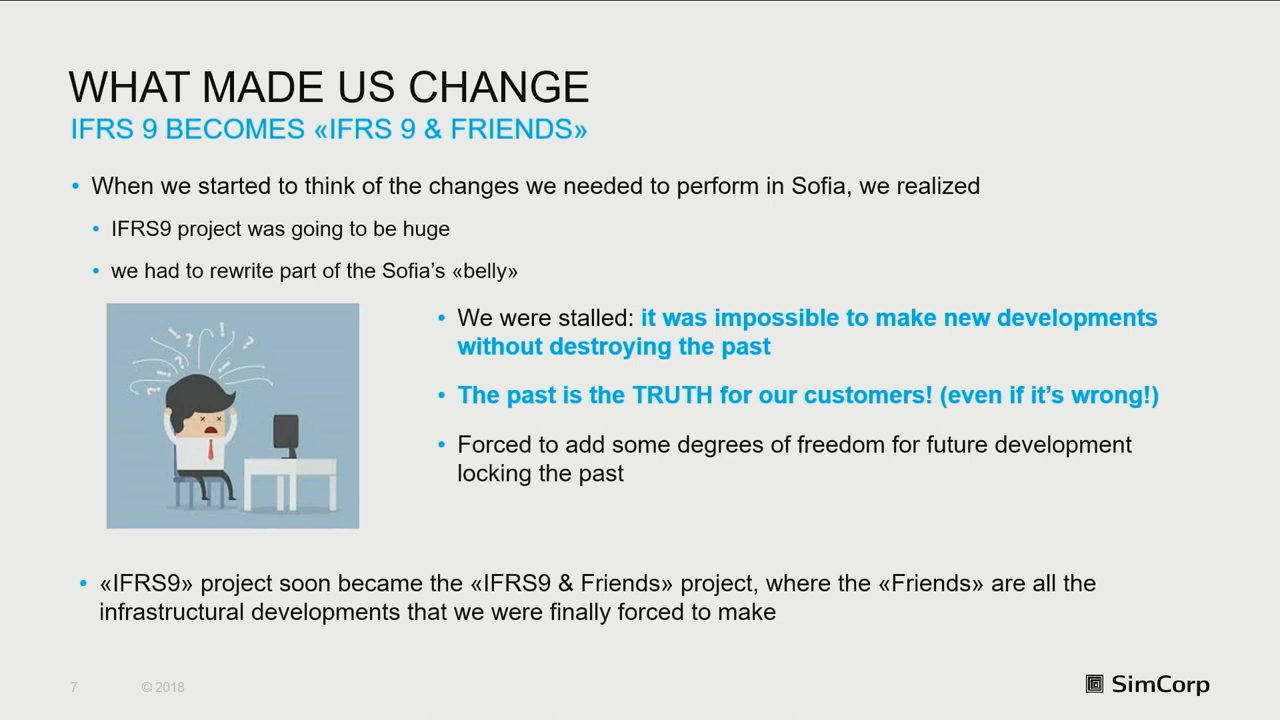 WHAT MADE US CHANGE
IFRS 9 BECOMES «IFRS 9 & FRIENDS»
• When we started to think of the changes we needed to perform in Sofia, we realized
• IFRS9 project was going to be huge
• we had to rewrite part of the Sofia’s «belly»
• We were stalled: it was impossible to make new developments
without destroying the past
• The past is the TRUTH for our customers! (even if it’s wrong!)
• Forced to add some degrees of freedom for future development
locking the past
• «IFRS9» project soon became the «IFRS9 & Friends» project, where the «Friends» are all the
infrastructural developments that we were finally forced to make
7 © 2018
SimCorp